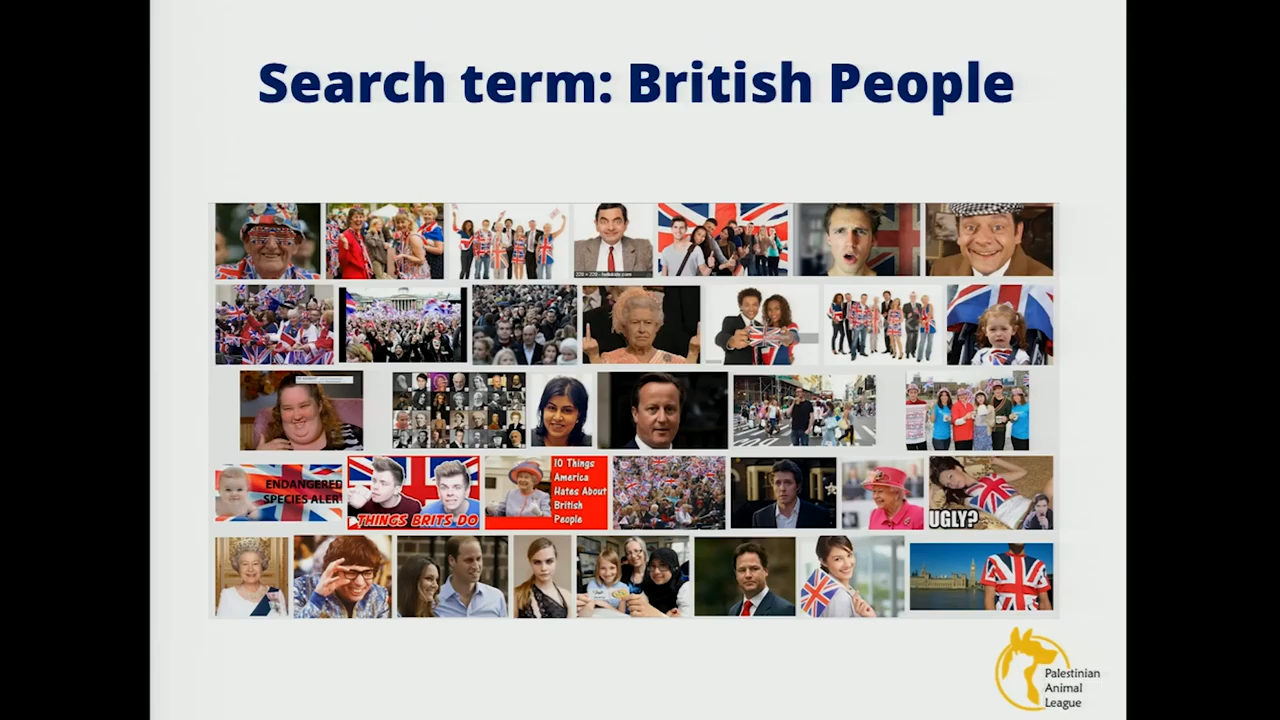 Search term: British People
ENDANGERED
SPECIES ALER
THINGS BRITS DO
10 Things
America
Hates About
British
People
UGLY?
Palestinian
Animal
League